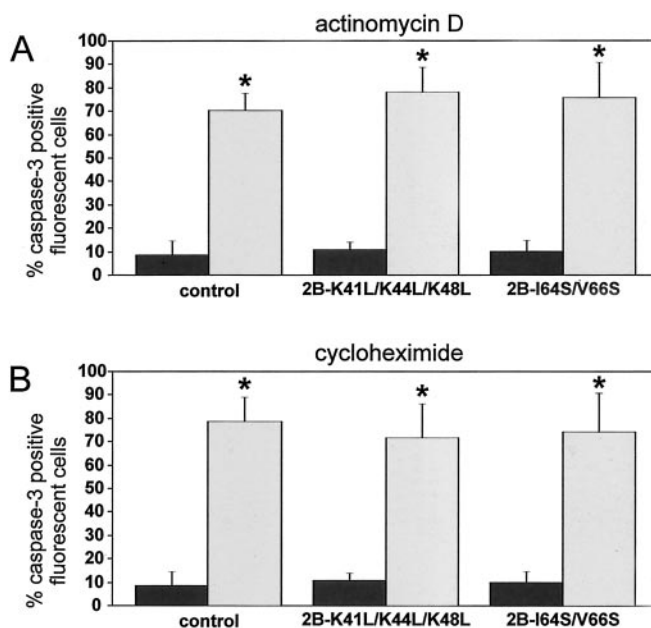 A
actinomycin D
% caspase-3 positive
fluorescent cells
100
90
80
70
60
50
40
30
20
10
0
*
*
*
control
2B-K41L/K44L/K48L
2B-I64S/V66S
B
cycloheximide
% caspase-3 positive
fluorescent cells
100
90
80
70
60
50
40
30
20
10
0
*
*
*
control
2B-K41L/K44L/K48L
2B-I64S/V66S